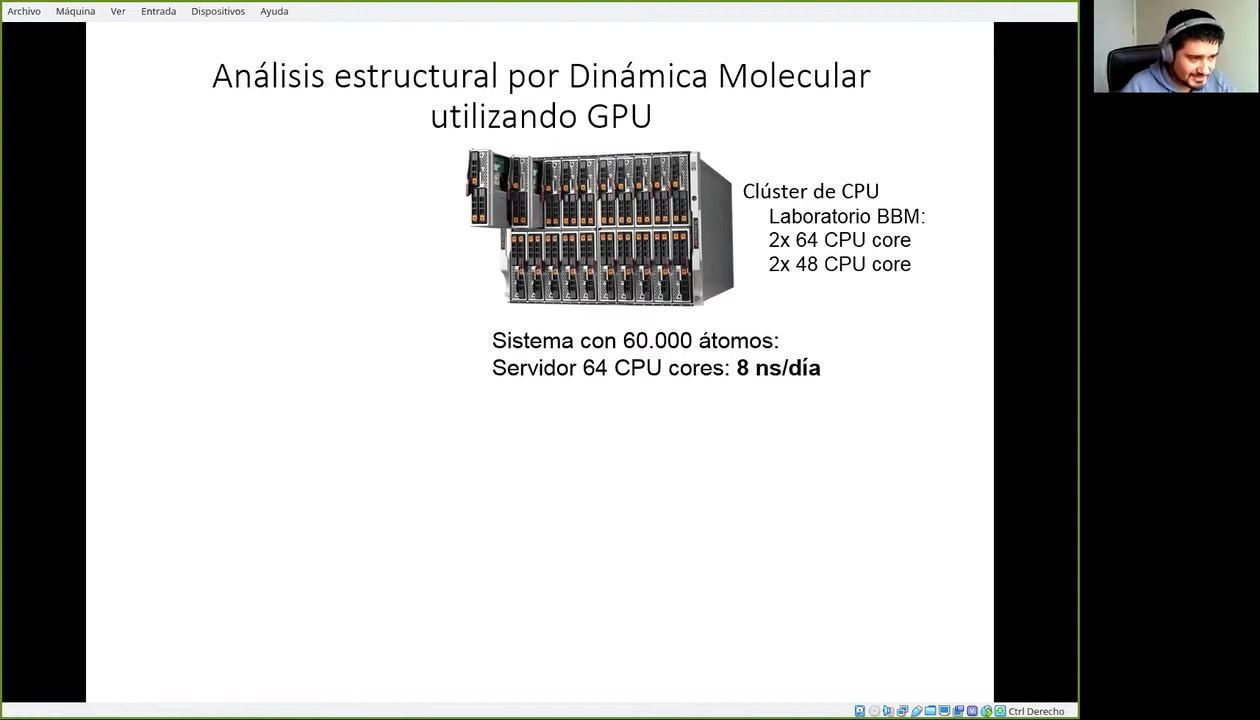 Archivo Máquina Ver Entrada Dispositivos Ayuda
Análisis estructural por Dinámica Molecular
utilizando GPU
Clúster de CPU
Laboratorio BBM:
2x 64 CPU core
2x 48 CPU core
Sistema con 60.000 átomos:
Servidor 64 CPU cores: 8 ns/día
Ctrl Derecho